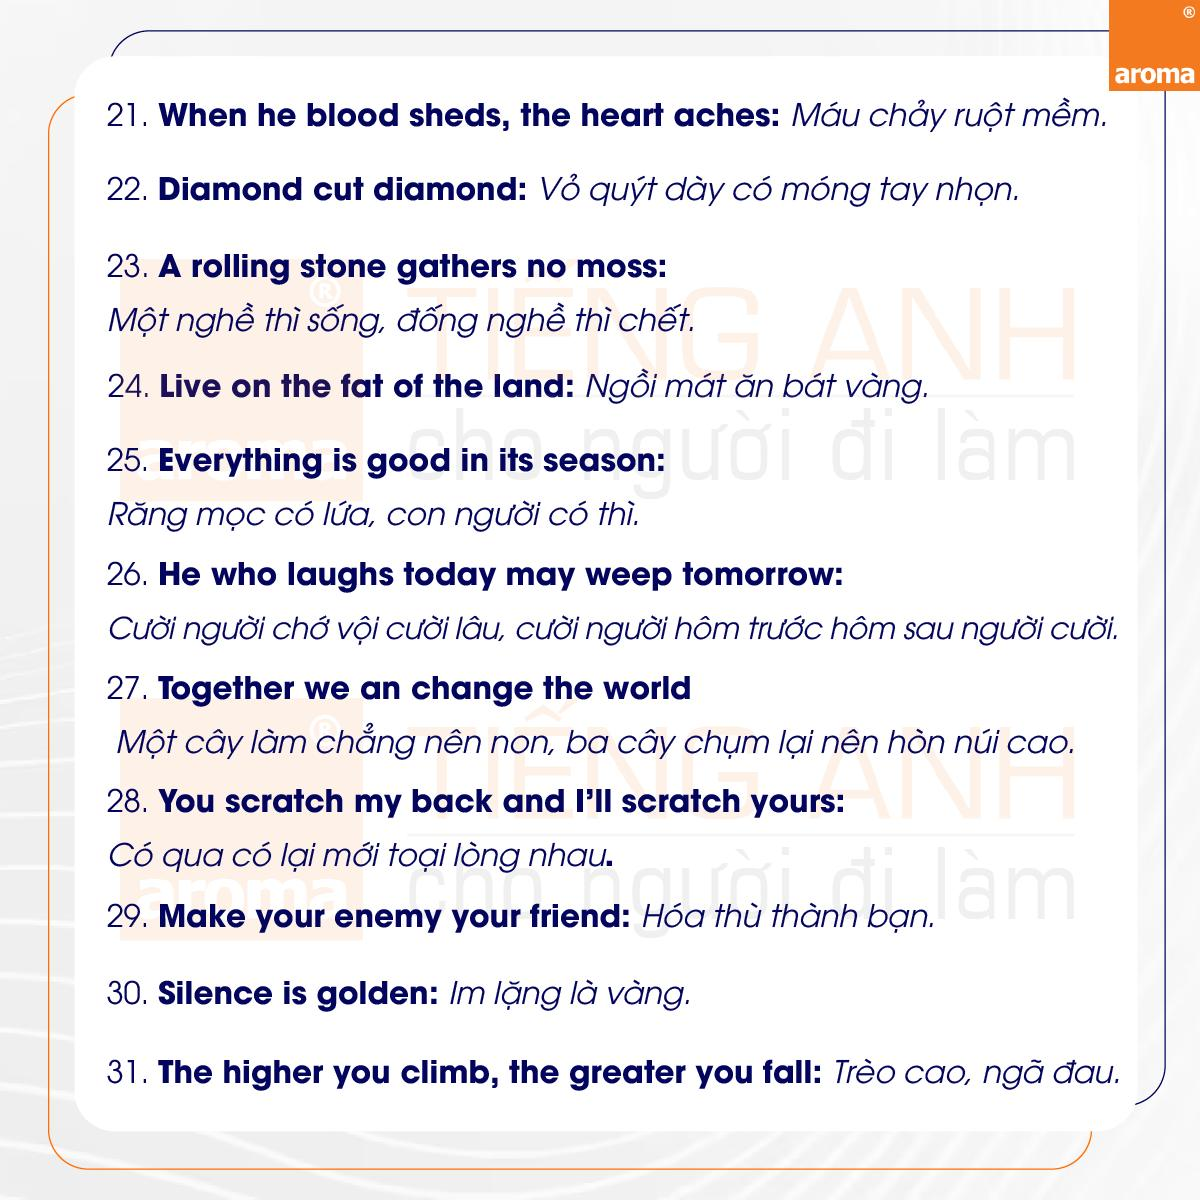 ®
aroma
21. When he blood sheds, the heart aches: Máu chảy ruột mềm.
22. Diamond cut diamond: Vỏ quýt dày có móng tay nhọn.
23. A rolling stone gathers no moss:
Một nghề thì sống, đống nghề thì chết.
24. Live on the fat of the land: Ngồi mát ăn bát vàng.
25. Everything is good in its season:
Răng mọc có lứa, con người có thì.
26. He who laughs today may weep tomorrow:
Cười người chớ vội cười lâu, cười người hôm trước hôm sau người cười.
27. Together we an change the world
Một cây làm chẳng nên non, ba cây chụm lại nên hòn núi cao.
28. You scratch my back and I’ll scratch yours:
Có qua có lại mới toại lòng nhau.
29. Make your enemy your friend: Hóa thù thành bạn.
30. Silence is golden: Im lặng là vàng.
31. The higher you climb, the greater you fall: Trèo cao, ngã đau.
® TIẾNG ANH
aroma cho người đi làm
® TIẾNG ANH
aroma cho người đi làm